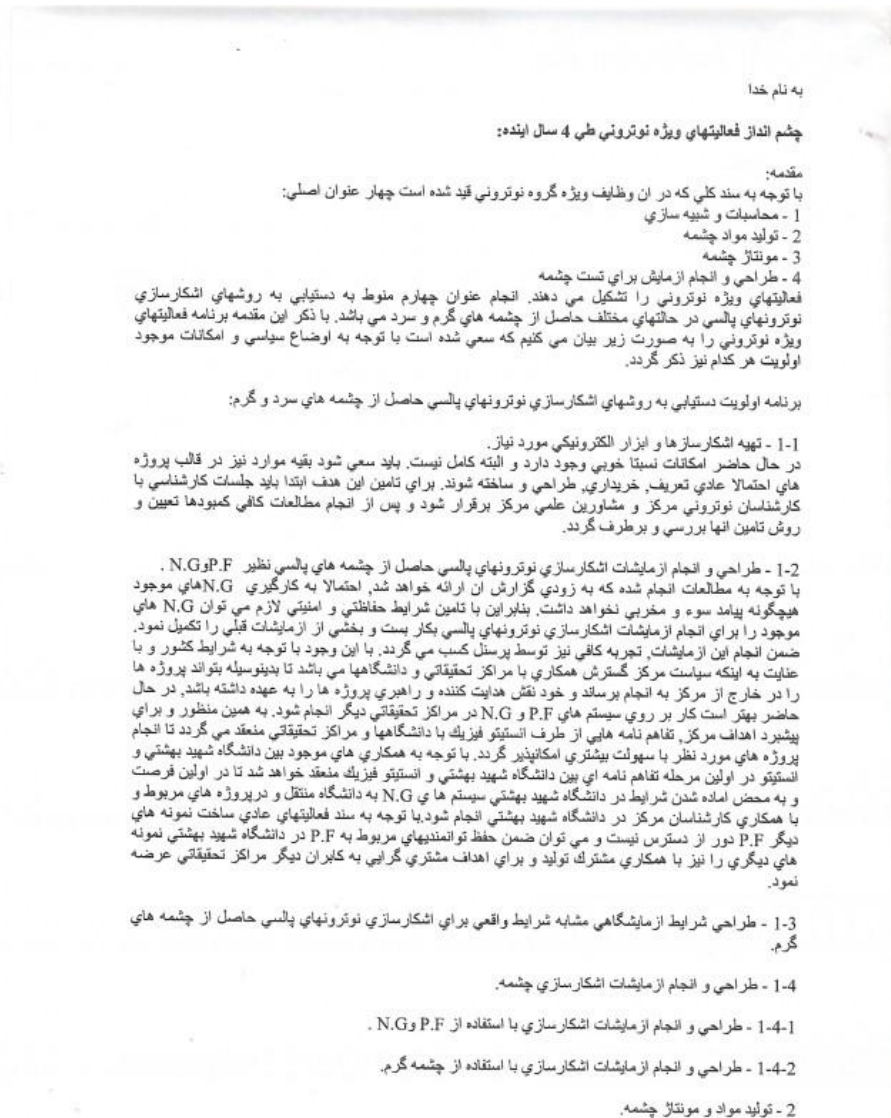 به نام خدا
چشم انداز فعاليتهاي ويژه نوتروني طي 4 سال اينده:
مقدمه:
با توجه به سند كلي كه در ان وظايف ويژه گروه نوتروني قيد شده است چهار عنوان اصلي:
1 - محاسبات و شبيه سازي
2 - توليد مواد چشمه
3 - مونتاژ چشمه
4 - طراحي و انجام ازمايش براي تست چشمه
فعاليتهاي ويژه نوتروني را تشكيل مي دهند. انجام عنوان چهارم منوط به دستيابي به روشهاي اشكارسازي
نوترونهاي پالسي در حالتهاي مختلف حاصل از چشمه هاي گرم و سرد مي باشد. با ذكر اين مقدمه برنامه فعاليتهاي
ويژه نوتروني را به صورت زير بيان مي كنيم كه سعي شده است با توجه به اوضاع سياسي و امكانات موجود
اولويت هر كدام نيز ذكر گردد.
برنامه اولويت دستيابي به روشهاي اشكارسازي نوترونهاي پالسي حاصل از چشمه هاي سرد و گرم:
1-1 - تهيه اشكارسازها و ابزار الكترونيكي مورد نياز.
در حال حاضر امكانات نسبتا خوبي وجود دارد و البته كامل نيست. بايد سعي شود بقيه موارد نيز در قالب پروژه
هاي احتمالا عادي تعريف, خريداري, طراحي و ساخته شوند. براي تامين اين هدف ابتدا بايد جلسات كارشناسي با
كارشناسان نوتروني مركز و مشاورين علمي مركز برقرار شود و پس از انجام مطالعات كافي كمبودها تعيين و
روش تامين انها بررسي و برطرف گردد.
1-2 - طراحي و انجام ازمايشات اشكارسازي نوترونهاي پالسي حاصل از چشمه هاي پالسي نظير P.F وN.G .
با توجه به مطالعات انجام شده كه به زودي گزارش ان ارائه خواهد شد, احتمالا به كارگيري N.Gهاي موجود
هيچگونه پيامد سوء و مخربي نخواهد داشت. بنابراين با تامين شرايط حفاظتي و امنيتي لازم مي توان N.G هاي
موجود را براي انجام ازمايشات اشكارسازي نوترونهاي پالسي بكار بست و بخشي از ازمايشات قبلي را تكميل نمود.
ضمن انجام اين ازمايشات, تجربه كافي نيز توسط پرسنل كسب مي گردد. با اين وجود با توجه به شرايط كشور و با
عنايت به اينكه سياست مركز گسترش همكاري با مراكز تحقيقاتي و دانشگاهها مي باشد تا بدينوسيله بتواند پروژه ها
را در خارج از مركز به انجام برساند و خود نقش هدايت كننده و راهبري پروژه ها را به عهده داشته باشد, در حال
حاضر بهتر است كار بر روي سيستم هاي P.F و N.G در مراكز تحقيقاتي ديگر انجام شود. به همين منظور و براي
پيشبرد اهداف مركز, تفاهم نامه هايي از طرف انستيتو فيزيك با دانشگاهها و مراكز تحقيقاتي منعقد مي گردد تا انجام
پروژه هاي مورد نظر با سهولت بيشتري امكانپذير گردد. با توجه به همكاري هاي موجود بين دانشگاه شهيد بهشتي و
انستيتو در اولين مرحله تفاهم نامه اي بين دانشگاه شهيد بهشتي و انستيتو فيزيك منعقد خواهد شد تا در اولين فرصت
و به محض اماده شدن شرايط در دانشگاه شهيد بهشتي سيستم ها ي N.G به دانشگاه منتقل و درپروژه هاي مربوط و
با همكاري كارشناسان مركز در دانشگاه شهيد بهشتي انجام شود.با توجه به سند فعاليتهاي عادي ساخت نمونه هاي
ديگر P.F دور از دسترس نيست و مي توان ضمن حفظ توانمنديهاي مربوط به P.F در دانشگاه شهيد بهشتي نمونه
هاي ديگري را نيز با همكاري مشترك توليد و براي اهداف مشتري گرايي به كابران ديگر مراكز تحقيقاتي عرضه
نمود.
1-3 - طراحي شرايط ازمايشگاهي مشابه شرايط واقعي براي اشكارسازي نوترونهاي پالسي حاصل از چشمه هاي
گرم.
1-4 - طراحي و انجام ازمايشات اشكارسازي چشمه.
1-4-1 - طراحي و انجام ازمايشات اشكارسازي با استفاده از P.F وN.G .
1-4-2 - طراحي و انجام ازمايشات اشكارسازي با استفاده از چشمه گرم.
2 - توليد مواد و مونتاژ چشمه.